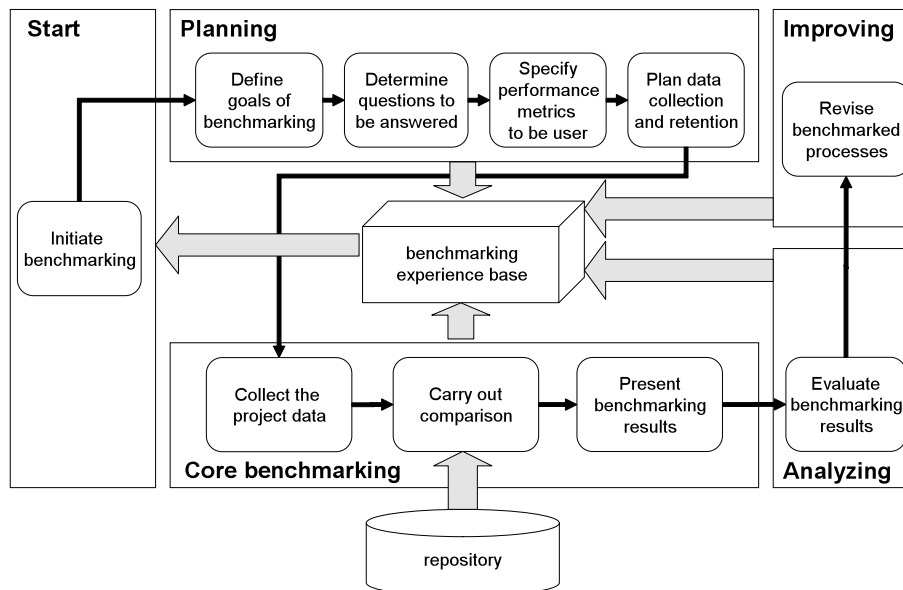 Start
Initiate
benchmarking
Planning
Define
goals of
benchmarking
Determine
questions to
be answered
Specify
performance
metrics
to be user
Plan data
collection
and retention
Improving
Revise
benchmarked
processes
benchmarking
experience base
Collect the
project data
Carry out
comparison
Present
benchmarking
results
Core benchmarking
Evaluate
benchmarking
results
Analyzing
repository